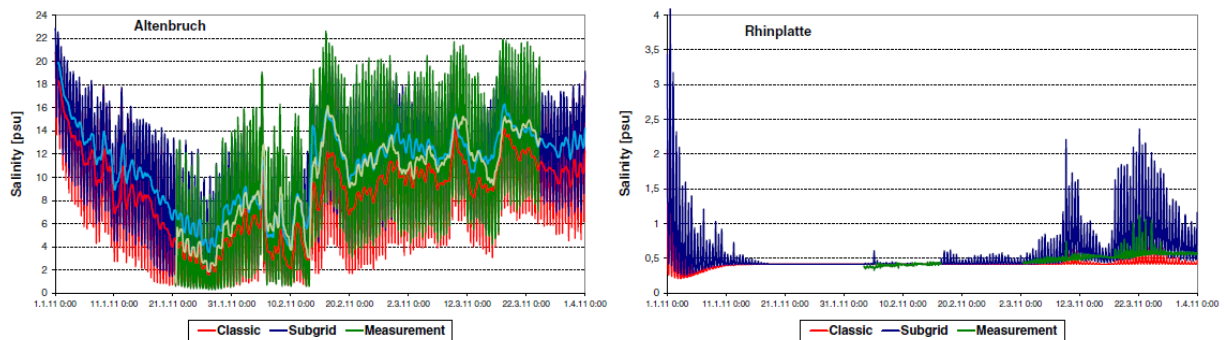 Altenbruch
Salinity [psu]
24
22
20
18
16
14
12
10
8
6
4
2
0
1.1.11 0:00 11.1.11 0:00 21.1.11 0:00 31.1.11 0:00 10.2.11 0:00 20.2.11 0:00 2.3.11 0:00 12.3.11 0:00 22.3.11 0:00 1.4.11 0:00
Classic Subgrid Measurement
Rhinplatte
Salinity [psu]
4
3,5
3
2,5
2
1,5
1
0,5
0
1.1.11 0:00 11.1.11 0:00 21.1.11 0:00 31.1.11 0:00 10.2.11 0:00 20.2.11 0:00 2.3.11 0:00 12.3.11 0:00 22.3.11 0:00 1.4.11 0:00
Classic Subgrid Measurement